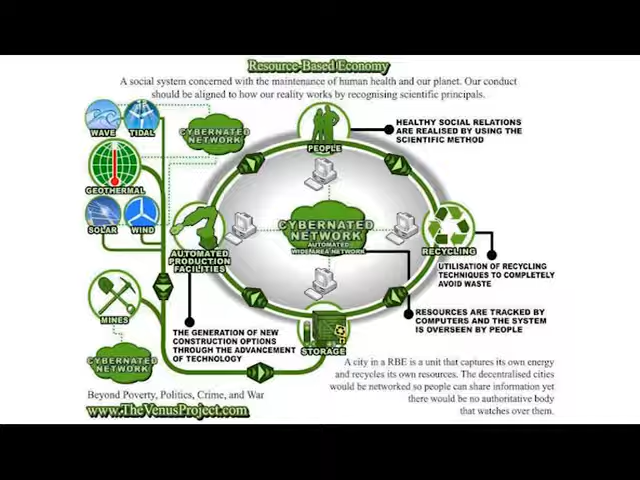 Resource-Based Economy
A social system concerned with the maintenance of human health and our planet. Our conduct
should be aligned to how our reality works by recognising scientific principals.
WAVE
TIDAL
CYBERNATED
NETWORK
PEOPLE
HEALTHY SOCIAL RELATIONS
ARE REALISED BY USING THE
SCIENTIFIC METHOD
GEOTHERMAL
SOLAR
WIND
AUTOMATED
PRODUCTION
FACILITIES
CYBERNATED
NETWORK
AUTOMATED
WIDE AREA NETWORK
RECYCLING
UTILISATION OF RECYCLING
TECHNIQUES TO COMPLETELY
AVOID WASTE
MINES
RESOURCES ARE TRACKED BY
COMPUTERS AND THE SYSTEM
IS OVERSEEN BY PEOPLE
THE GENERATION OF NEW
CONSTRUCTION OPTIONS
THROUGH THE ADVANCEMENT
OF TECHNOLOGY
STORAGE
CYBERNATED
NETWORK
A city in a RBE is a unit that captures its own energy
and recycles its own resources. The decentralised cities
would be networked so people can share information yet
there would be no authoritative body
that watches over them.
Beyond Poverty, Politics, Crime, and War
www.TheVenusProject.com